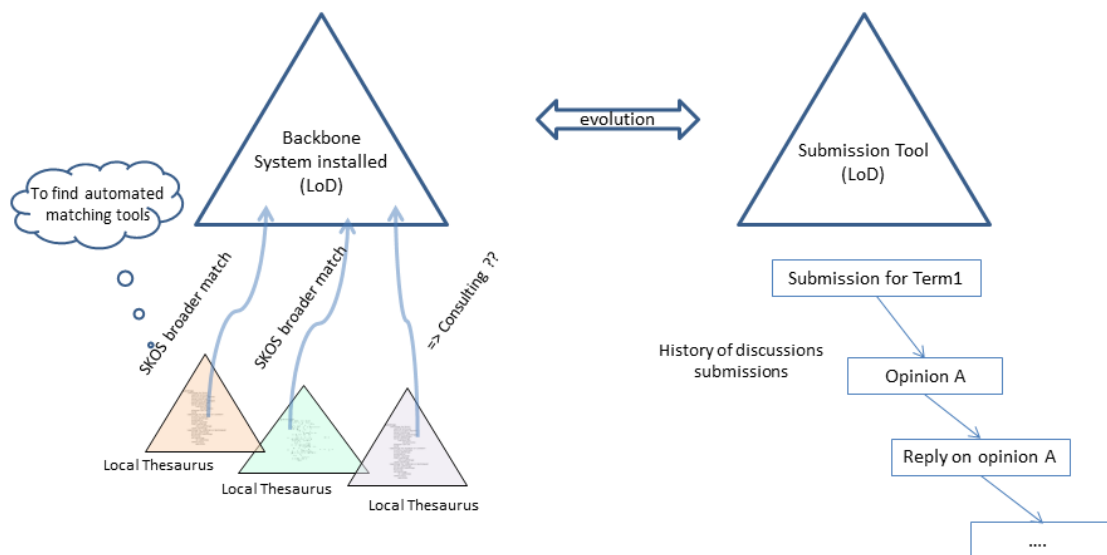 Backbone
System installed
(LoD)
evolution
Submission Tool
(LoD)
To find automated
matching tools
SKOS broader match
SKOS broader match
=> Consulting ??
Submission for Term1
History of discussions
submissions
Opinion A
Reply on opinion A
....
Local Thesaurus
Local Thesaurus
Local Thesaurus